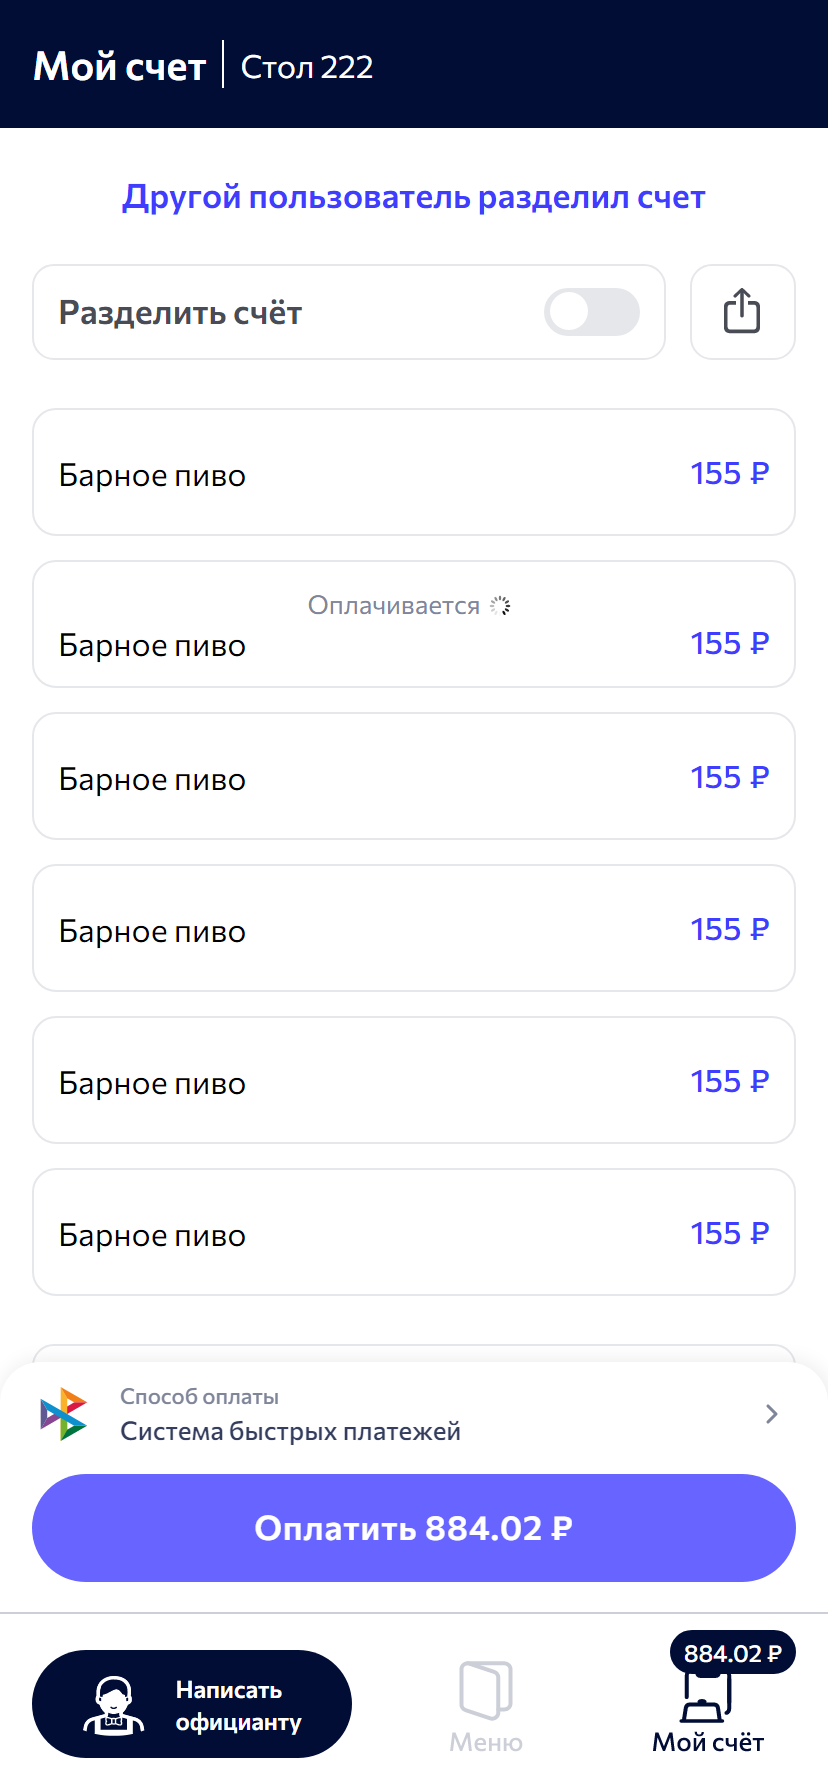 Мой счет | Стол 222
Другой пользователь разделил счет
Разделить счёт
Барное пиво 155 ₽
Оплачивается
Барное пиво 155 ₽
Барное пиво 155 ₽
Барное пиво 155 ₽
Барное пиво 155 ₽
Барное пиво 155 ₽
Способ оплаты
Система быстрых платежей
Оплатить 884.02 ₽
884.02 ₽
Написать
официанту
Меню
Мой счёт